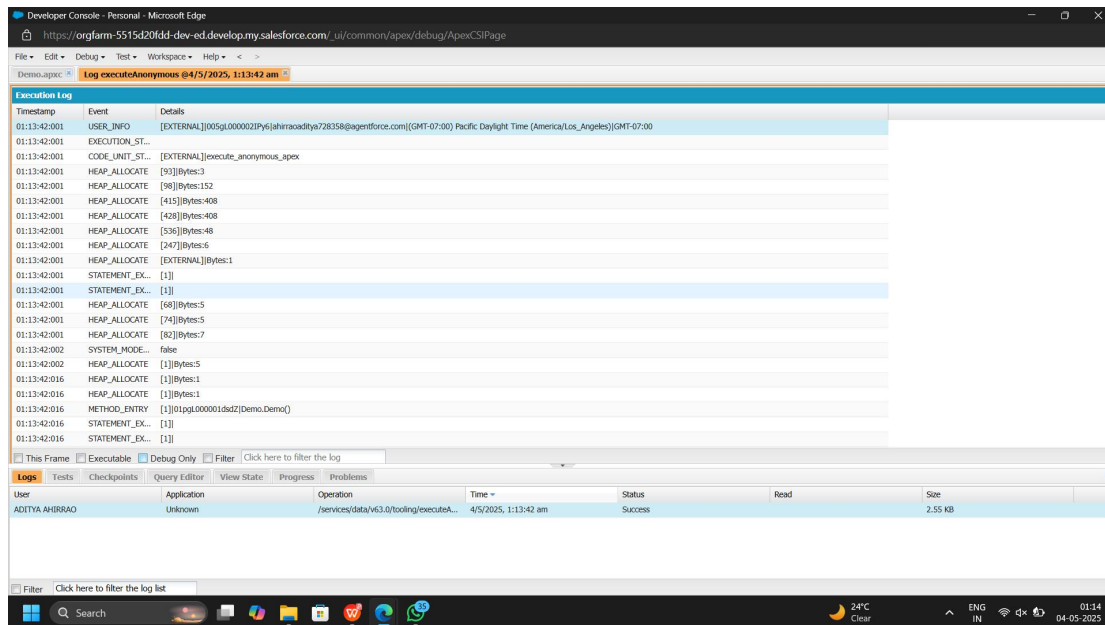 Developer Console - Personal - Microsoft Edge
https://orgfarm-5515d20fdd-dev-ed.develop.my.salesforce.com/_ui/common/apex/debug/ApexCSIPage
File Edit Debug Test Workspace Help < >
Demo.apxc Log executeAnonymous @4/5/2025, 1:13:42 am
Execution Log
Timestamp Event Details
01:13:42:001 USER_INFO [EXTERNAL]|005gL000002IPy6|ahirraoaditya728358@agentforce.com|(GMT-07:00) Pacific Daylight Time (America/Los_Angeles)|GMT-07:00
01:13:42:001 EXECUTION_ST...
01:13:42:001 CODE_UNIT_ST... [EXTERNAL]|execute_anonymous_apex
01:13:42:001 HEAP_ALLOCATE [93]|Bytes:3
01:13:42:001 HEAP_ALLOCATE [98]|Bytes:152
01:13:42:001 HEAP_ALLOCATE [415]|Bytes:408
01:13:42:001 HEAP_ALLOCATE [428]|Bytes:408
01:13:42:001 HEAP_ALLOCATE [536]|Bytes:48
01:13:42:001 HEAP_ALLOCATE [247]|Bytes:6
01:13:42:001 HEAP_ALLOCATE [EXTERNAL]|Bytes:1
01:13:42:001 STATEMENT_EX... [1]|
01:13:42:001 STATEMENT_EX... [1]|
01:13:42:001 HEAP_ALLOCATE [68]|Bytes:5
01:13:42:001 HEAP_ALLOCATE [74]|Bytes:5
01:13:42:001 HEAP_ALLOCATE [82]|Bytes:7
01:13:42:002 SYSTEM_MODE... false
01:13:42:002 HEAP_ALLOCATE [1]|Bytes:5
01:13:42:016 HEAP_ALLOCATE [1]|Bytes:1
01:13:42:016 HEAP_ALLOCATE [1]|Bytes:1
01:13:42:016 METHOD_ENTRY [1]|01pgL000001dsdZ|Demo.Demo()
01:13:42:016 STATEMENT_EX... [1]|
01:13:42:016 STATEMENT_EX... [1]|
This Frame Executable Debug Only Filter Click here to filter the log
Logs Tests Checkpoints Query Editor View State Progress Problems
User Application Operation Time Status Read Size
ADITYA AHIRRAO Unknown /services/data/v63.0/tooling/executeA... 4/5/2025, 1:13:42 am Success 2.55 KB
Filter Click here to filter the log list
Search 35 24°C ENG 01:14
Clear IN 04-05-2025